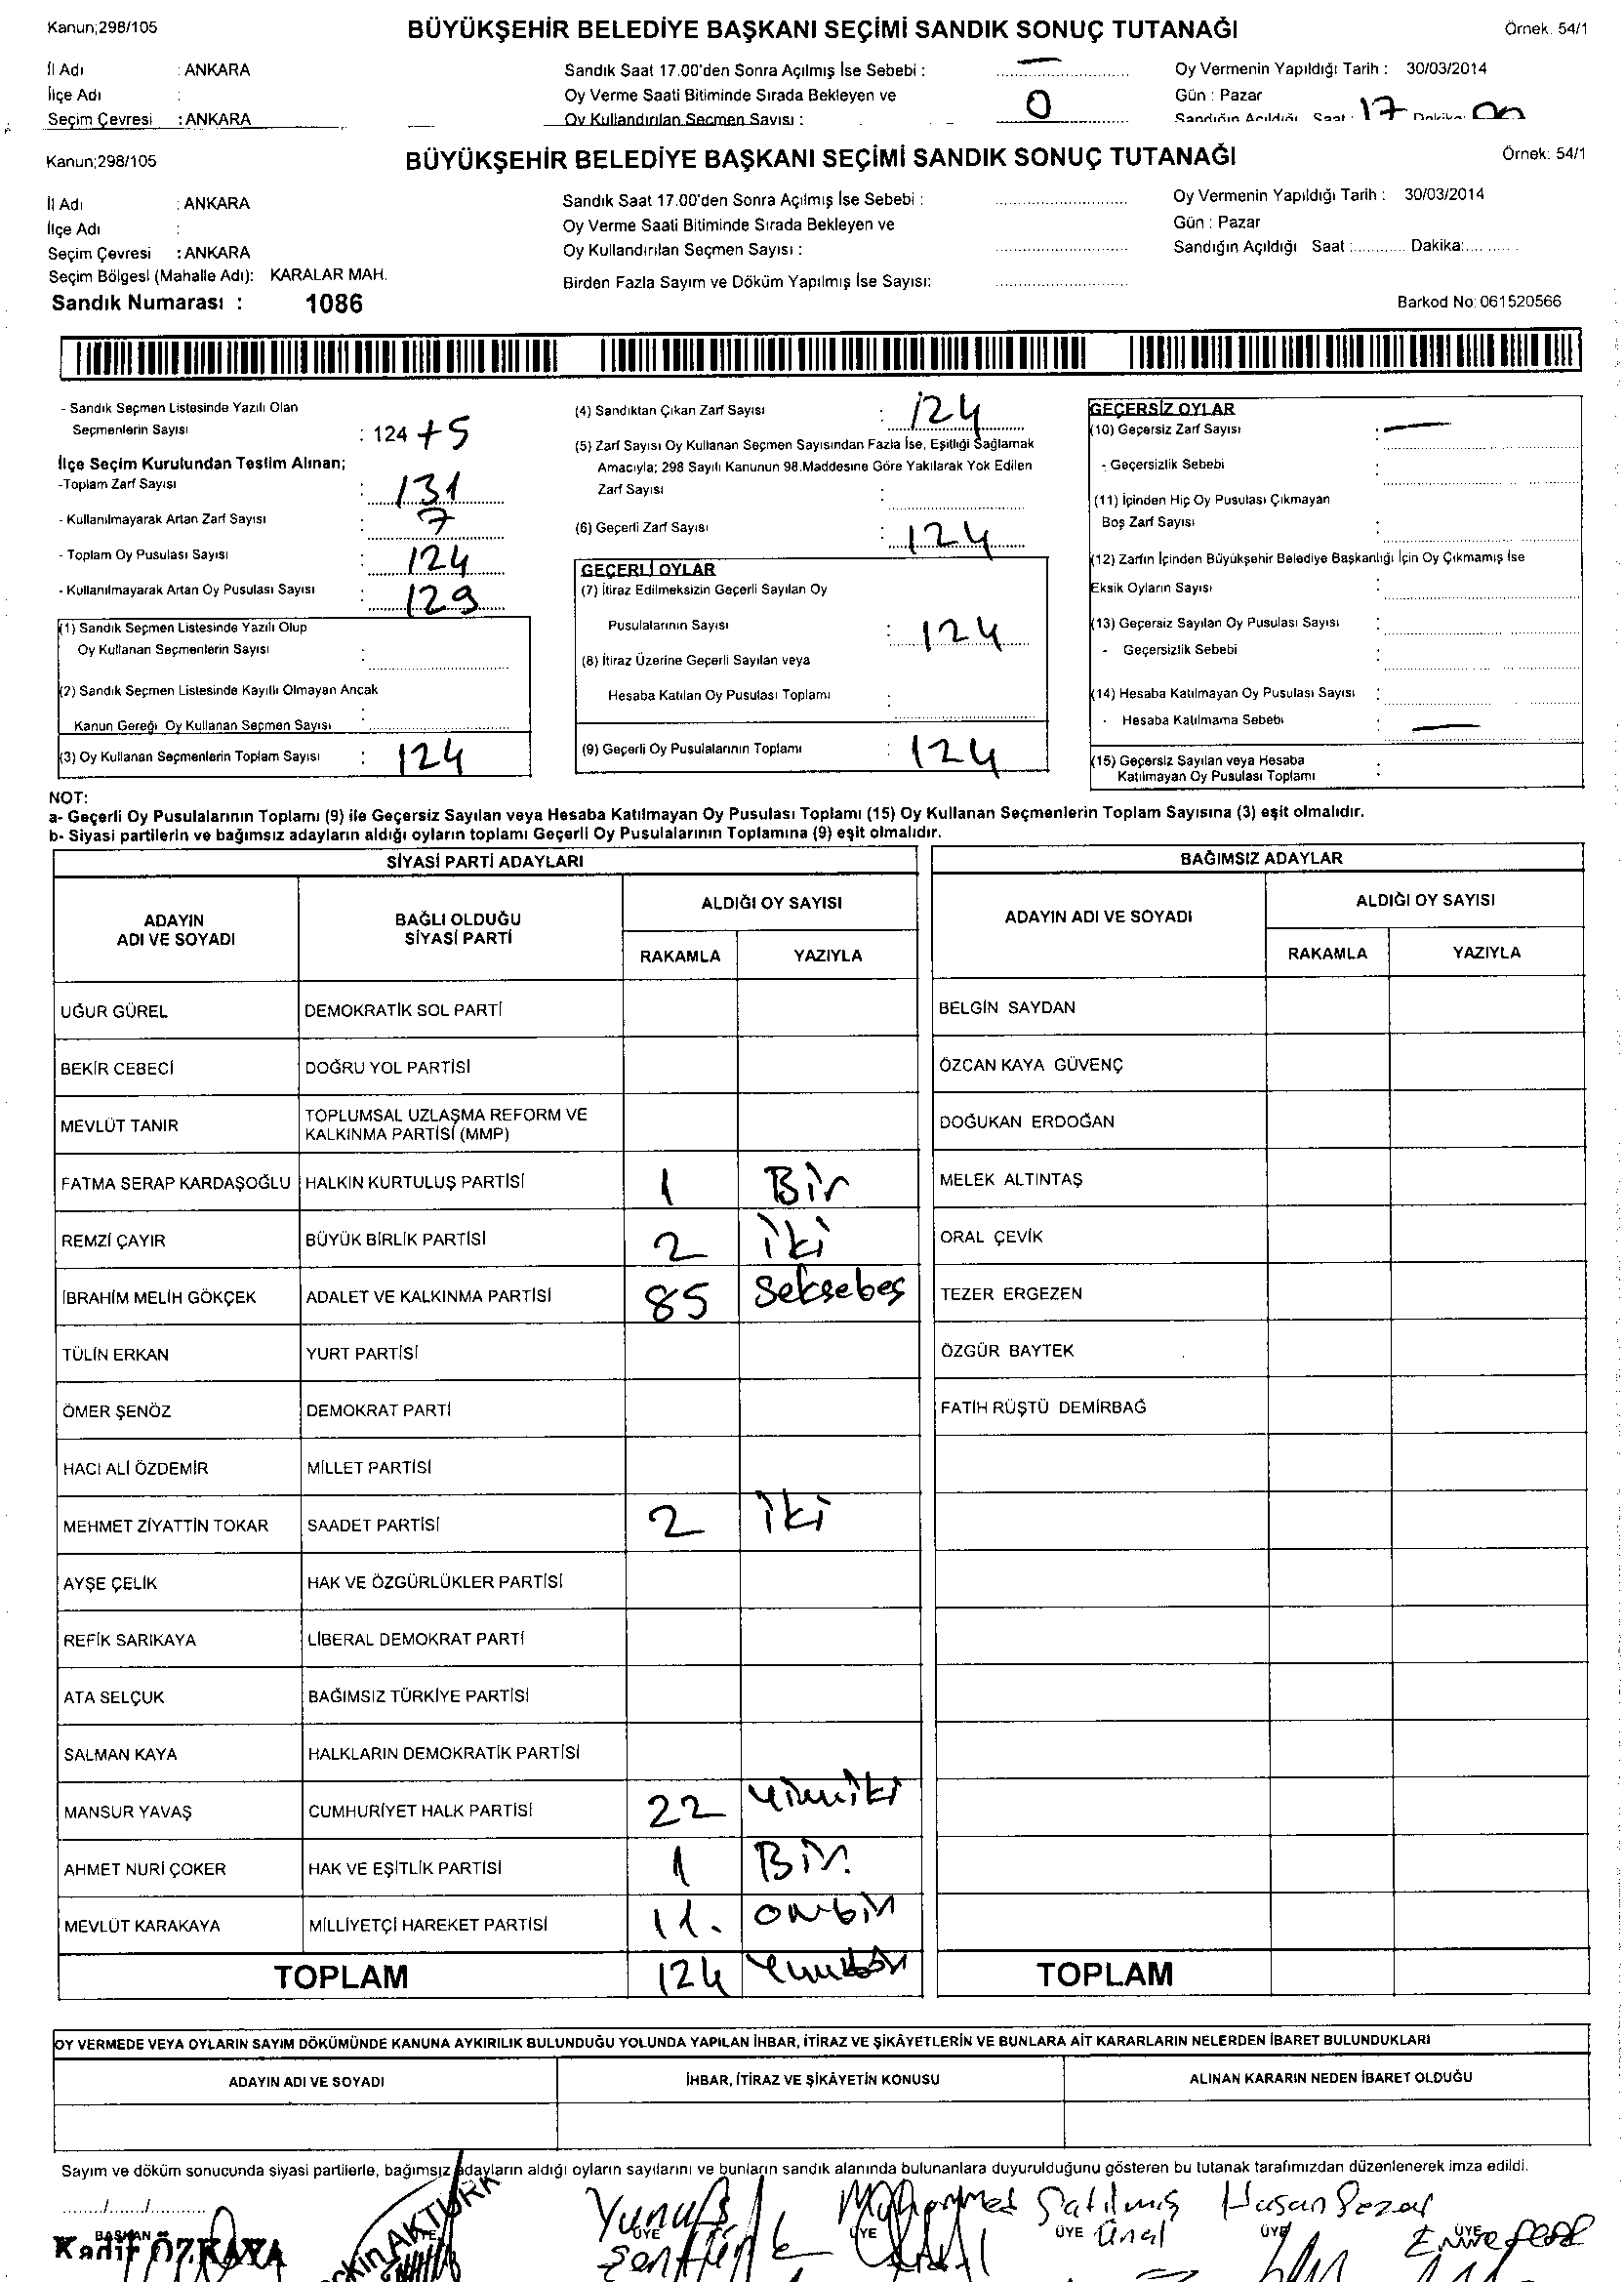 Kanun;298/105
BÜYÜKŞEHİR BELEDİYE BAŞKANI SEÇİMİ SANDIK SONUÇ TUTANAĞI
Örnek. 54/1
İl Adı : ANKARA
Sandık Saat 17.00'den Sonra Açılmış İse Sebebi : —
Oy Vermenin Yapıldığı Tarih : 30/03/2014
İlçe Adı :
Oy Verme Saati Bitiminde Sırada Bekleyen ve
Gün : Pazar
Seçim Çevresi : ANKARA
Oy Kullandırılan Seçmen Sayısı : 0
Sandığın Açıldığı Saat : 17 Dakika: 00
Kanun;298/105
BÜYÜKŞEHİR BELEDİYE BAŞKANI SEÇİMİ SANDIK SONUÇ TUTANAĞI
Örnek: 54/1
İl Adı : ANKARA
Sandık Saat 17.00'den Sonra Açılmış İse Sebebi :
Oy Vermenin Yapıldığı Tarih : 30/03/2014
İlçe Adı :
Oy Verme Saati Bitiminde Sırada Bekleyen ve
Gün : Pazar
Seçim Çevresi : ANKARA
Oy Kullandırılan Seçmen Sayısı :
Sandığın Açıldığı Saat :............ Dakika:............
Seçim Bölgesi (Mahalle Adı): KARALAR MAH.
Birden Fazla Sayım ve Döküm Yapılmış İse Sayısı:
Sandık Numarası : 1086
Barkod No: 061520566
- Sandık Seçmen Listesinde Yazılı Olan
Seçmenlerin Sayısı : 124 +5
İlçe Seçim Kurulundan Teslim Alınan;
-Toplam Zarf Sayısı : 131
- Kullanılmayarak Artan Zarf Sayısı : 7
- Toplam Oy Pusulası Sayısı : 124
- Kullanılmayarak Artan Oy Pusulası Sayısı : 129
(1) Sandık Seçmen Listesinde Yazılı Olup
Oy Kullanan Seçmenlerin Sayısı :
(2) Sandık Seçmen Listesinde Kayıllı Olmayan Ancak
Kanun Gereği Oy Kullanan Seçmen Sayısı :
(3) Oy Kullanan Seçmenlerin Toplam Sayısı : 124
(4) Sandıktan Çıkan Zarf Sayısı : 124
(5) Zarf Sayısı Oy Kullanan Seçmen Sayısından Fazla İse, Eşitliği Sağlamak
Amacıyla; 298 Sayılı Kanunun 98.Maddesine Göre Yakılarak Yok Edilen
Zarf Sayısı :
(6) Geçerli Zarf Sayısı : 124
GEÇERLİ OYLAR
(7) İtiraz Edilmeksizin Geçerli Sayılan Oy
Pusulalarının Sayısı : 124
(8) İtiraz Üzerine Geçerli Sayılan veya
Hesaba Katılan Oy Pusulası Toplamı :
(9) Geçerli Oy Pusulalarının Toplamı : 124
GEÇERSİZ OYLAR
(10) Geçersiz Zarf Sayısı : —
- Geçersizlik Sebebi :
(11) İçinden Hiç Oy Pusulası Çıkmayan
Boş Zarf Sayısı :
(12) Zarfın İçinden Büyükşehir Belediye Başkanlığı İçin Oy Çıkmamış İse
Eksik Oyların Sayısı :
(13) Geçersiz Sayılan Oy Pusulası Sayısı :
- Geçersizlik Sebebi :
(14) Hesaba Katılmayan Oy Pusulası Sayısı :
- Hesaba Katılmama Sebebi : —
(15) Geçersiz Sayılan veya Hesaba
Katılmayan Oy Pusulası Toplamı :
NOT:
a- Geçerli Oy Pusulalarının Toplamı (9) ile Geçersiz Sayılan veya Hesaba Katılmayan Oy Pusulası Toplamı (15) Oy Kullanan Seçmenlerin Toplam Sayısına (3) eşit olmalıdır.
b- Siyasi partilerin ve bağımsız adayların aldığı oyların toplamı Geçerli Oy Pusulalarının Toplamına (9) eşit olmalıdır.
SİYASİ PARTİ ADAYLARI
ADAYIN ADI VE SOYADI
BAĞLI OLDUĞU SİYASİ PARTİ
ALDIĞI OY SAYISI
RAKAMLA YAZIYLA
UĞUR GÜREL DEMOKRATİK SOL PARTİ
BEKİR CEBECİ DOĞRU YOL PARTİSİ
MEVLÜT TANIR TOPLUMSAL UZLAŞMA REFORM VE KALKINMA PARTİSİ (MMP)
FATMA SERAP KARDAŞOĞLU HALKIN KURTULUŞ PARTİSİ 1 Bir
REMZİ ÇAYIR BÜYÜK BİRLİK PARTİSİ 2 iki
İBRAHİM MELİH GÖKÇEK ADALET VE KALKINMA PARTİSİ 85 Seksebeş
TÜLİN ERKAN YURT PARTİSİ
ÖMER ŞENÖZ DEMOKRAT PARTİ
HACI ALİ ÖZDEMİR MİLLET PARTİSİ
MEHMET ZİYATTİN TOKAR SAADET PARTİSİ 2 iki
AYŞE ÇELİK HAK VE ÖZGÜRLÜKLER PARTİSİ
REFİK SARIKAYA LİBERAL DEMOKRAT PARTİ
ATA SELÇUK BAĞIMSIZ TÜRKİYE PARTİSİ
SALMAN KAYA HALKLARIN DEMOKRATİK PARTİSİ
MANSUR YAVAŞ CUMHURİYET HALK PARTİSİ 22
AHMET NURİ ÇOKER HAK VE EŞİTLİK PARTİSİ 1 Bir.
MEVLÜT KARAKAYA MİLLİYETÇİ HAREKET PARTİSİ 11. onbir
TOPLAM 124
BAĞIMSIZ ADAYLAR
ADAYIN ADI VE SOYADI
ALDIĞI OY SAYISI
RAKAMLA YAZIYLA
BELGİN SAYDAN
ÖZCAN KAYA GÜVENÇ
DOĞUKAN ERDOĞAN
MELEK ALTINTAŞ
ORAL ÇEVİK
TEZER ERGEZEN
ÖZGÜR BAYTEK
FATİH RÜŞTÜ DEMİRBAĞ
TOPLAM
OY VERMEDE VEYA OYLARIN SAYIM DÖKÜMÜNDE KANUNA AYKIRILIK BULUNDUĞU YOLUNDA YAPILAN İHBAR, İTİRAZ VE ŞİKÂYETLERİN VE BUNLARA AİT KARARLARIN NELERDEN İBARET BULUNDUKLARI
ADAYIN ADI VE SOYADI
İHBAR, İTİRAZ VE ŞİKÂYETİN KONUSU
ALINAN KARARIN NEDEN İBARET OLDUĞU
Sayım ve döküm sonucunda siyasi partilerle, bağımsız adayların aldığı oyların sayılarını ve bunların sandık alanında bulunanlara duyurulduğunu gösteren bu tutanak tarafımızdan düzenlenerek imza edildi.
......../......../............
BAŞKAN ÜYE ÜYE ÜYE ÜYE ÜYE
Kadir ÖZKAYA
AKTÜRK
Yunus Şentürk
Muhammed
Satılmış Ünal
Hasan Sezar
Emre